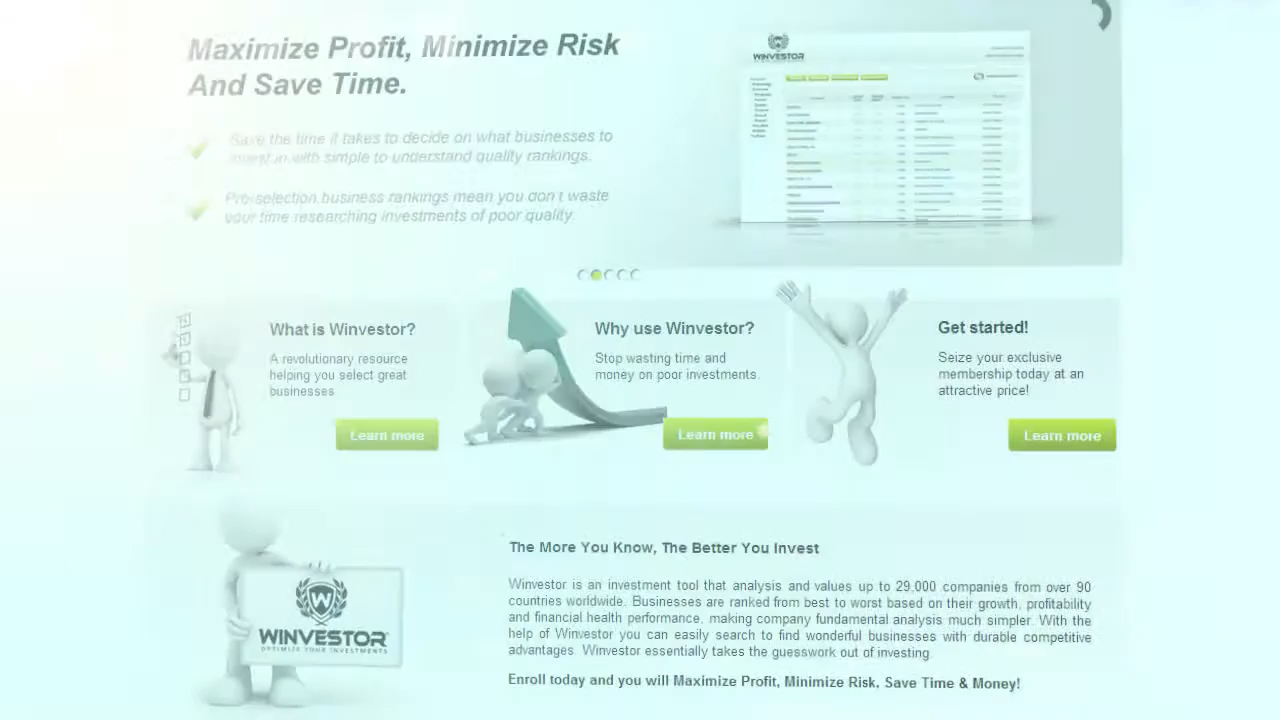 Maximize Profit, Minimize Risk
And Save Time.
WINVESTOR
Save the time it takes to decide on what businesses to
invest in with simple to understand quality rankings.
Pre-selection business rankings mean you don't waste
your time researching investments of poor quality.
What is Winvestor?
A revolutionary resource
helping you select great
businesses
Learn more
Why use Winvestor?
Stop wasting time and
money on poor investments.
Learn more
Get started!
Seize your exclusive
membership today at an
attractive price!
Learn more
W
WINVESTOR
OPTIMIZE YOUR INVESTMENTS
The More You Know, The Better You Invest
Winvestor is an investment tool that analysis and values up to 29,000 companies from over 90
countries worldwide. Businesses are ranked from best to worst based on their growth, profitability
and financial health performance, making company fundamental analysis much simpler. With the
help of Winvestor you can easily search to find wonderful businesses with durable competitive
advantages. Winvestor essentially takes the guesswork out of investing.
Enroll today and you will Maximize Profit, Minimize Risk, Save Time & Money!